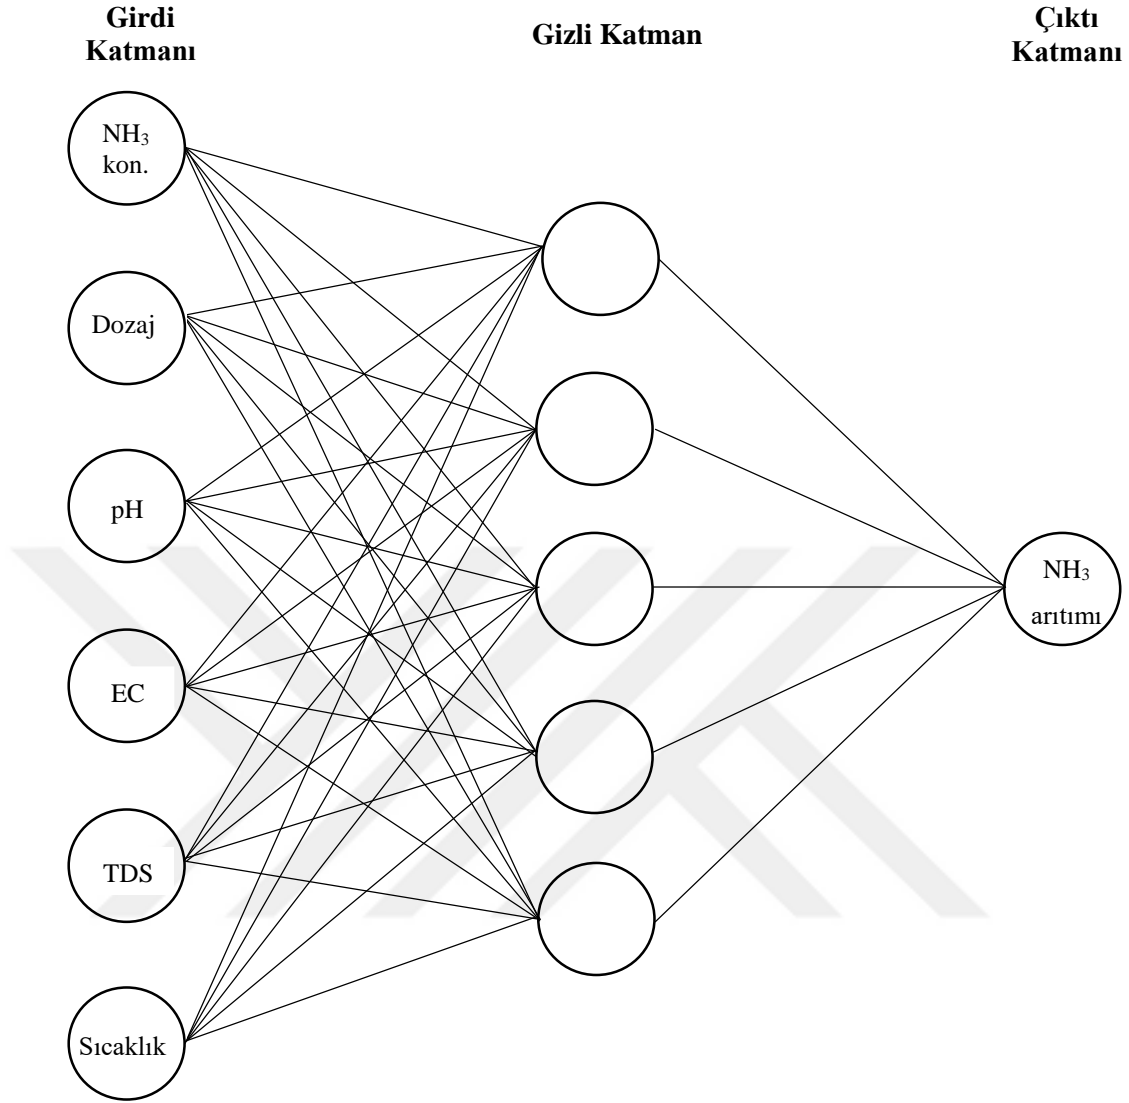 Girdi
Katmanı
Gizli Katman
Çıktı
Katmanı
NH₃
kon.
Dozaj
pH
EC
TDS
Sıcaklık
NH₃
arıtımı